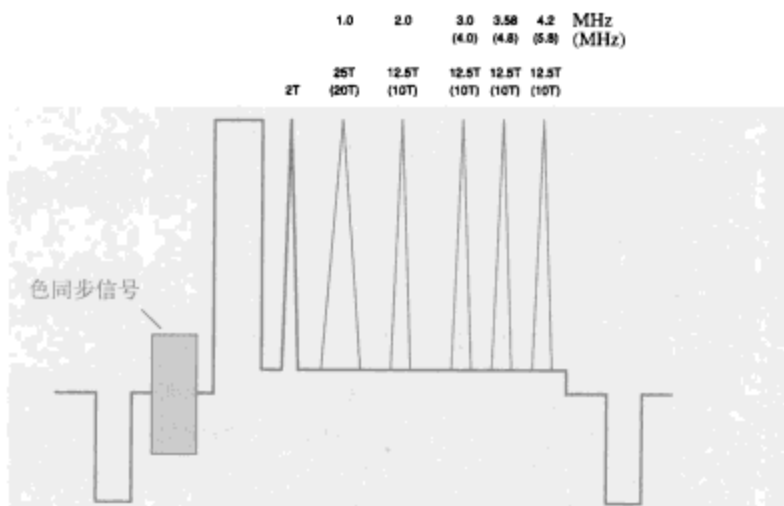 1.0 2.0 3.0 3.58 4.2 MHz
(4.0) (4.8) (5.8) (MHz)
25T 12.5T 12.5T 12.5T 12.5T
2T (20T) (10T) (10T) (10T) (10T)
色同步信号